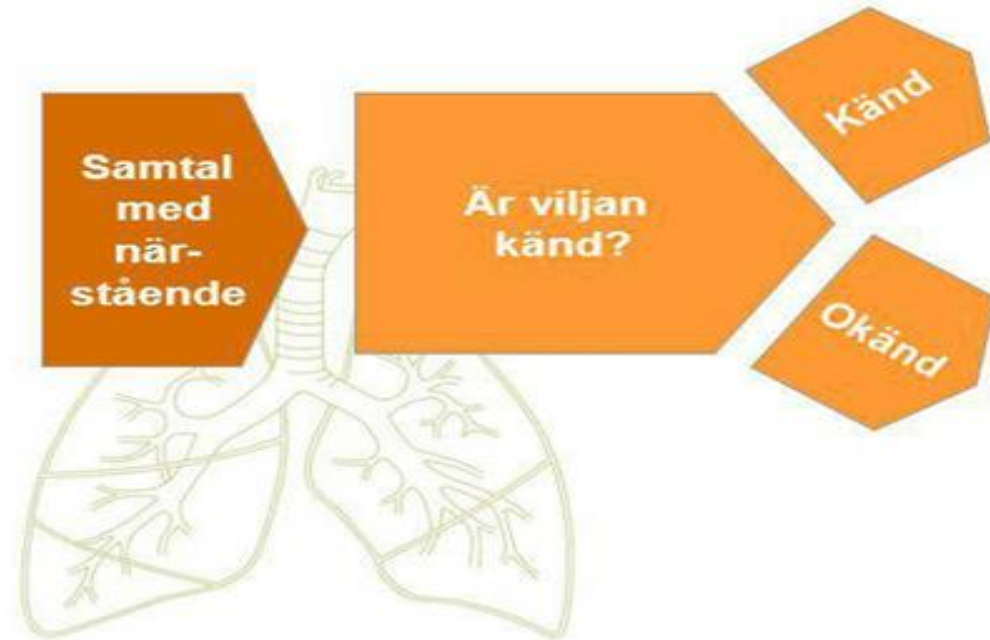 Samtal
med
när-
stående
Är viljan
känd?
Känd
Okänd